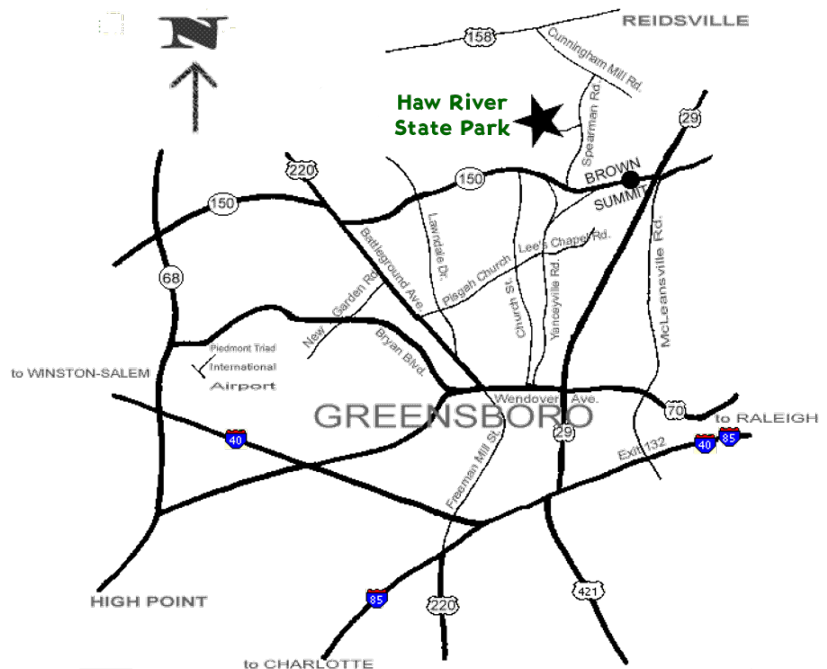 N
REIDSVILLE
158
Cunningham Mill Rd.
Haw River
State Park
Spearman Rd.
29
220
150
150
BROWN
SUMMIT
Lawndale Dr.
Battleground Ave.
Pisgah Church
Lee's Chapel Rd.
Church St.
Yanceyville Rd.
McLeansville Rd.
68
New Garden Rd.
Bryan Blvd.
Piedmont Triad
International
Airport
to WINSTON-SALEM
Wendover Ave.
70
GREENSBORO
to RALEIGH
29
40
40
85
Exit 132
Freeman Mill St.
85
220
421
HIGH POINT
to CHARLOTTE